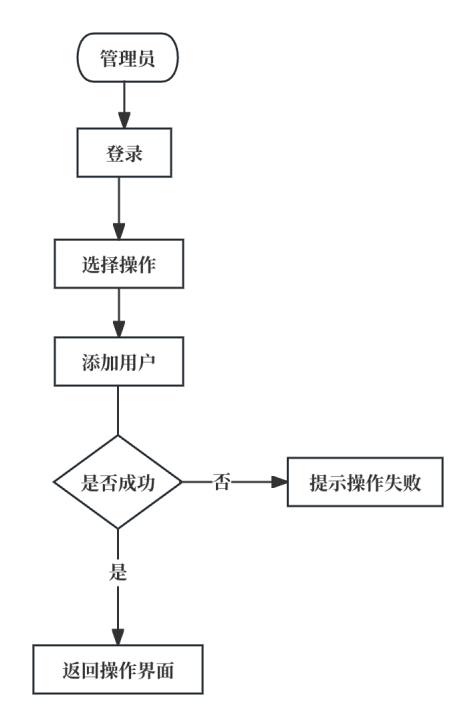 管理员
登录
选择操作
添加用户
是否成功
否
提示操作失败
是
返回操作界面